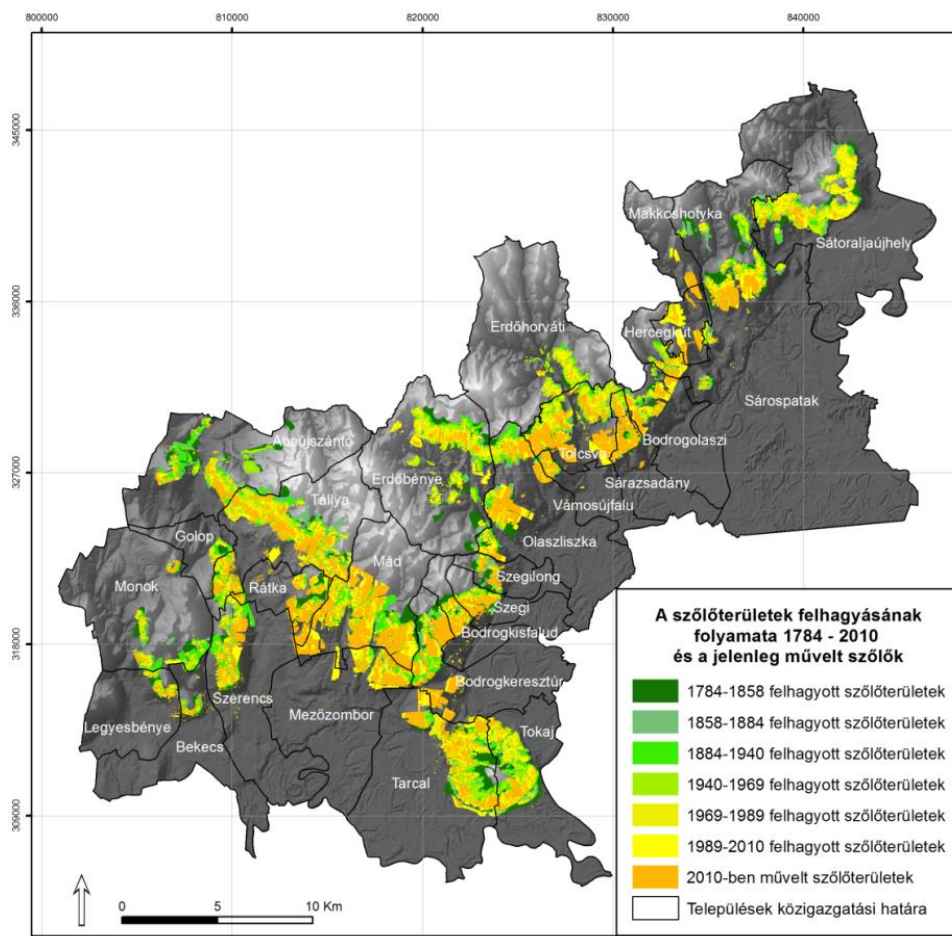 800000
810000
820000
830000
840000
345000
336000
327000
318000
309000
Makkoshotyka
Sátoraljaújhely
Erdőhorváti
Hercegkút
Sárospatak
Abaújszántó
Bodrogolaszi
Tolcsva
Erdőbénye
Sárazsadány
Tállya
Vámosújfalu
Golop
Olaszliszka
Mád
Monok
Rátka
Szegilong
Szegi
Bodrogkisfalud
Bodrogkeresztúr
Szerencs
Legyesbénye
Mezőzombor
Tokaj
Bekecs
Tarcal
0
5
10 Km
A szőlőterületek felhagyásának
folyamata 1784 - 2010
és a jelenleg művelt szőlők
1784-1858 felhagyott szőlőterületek
1858-1884 felhagyott szőlőterületek
1884-1940 felhagyott szőlőterületek
1940-1969 felhagyott szőlőterületek
1969-1989 felhagyott szőlőterületek
1989-2010 felhagyott szőlőterületek
2010-ben művelt szőlőterületek
Települések közigazgatási határa